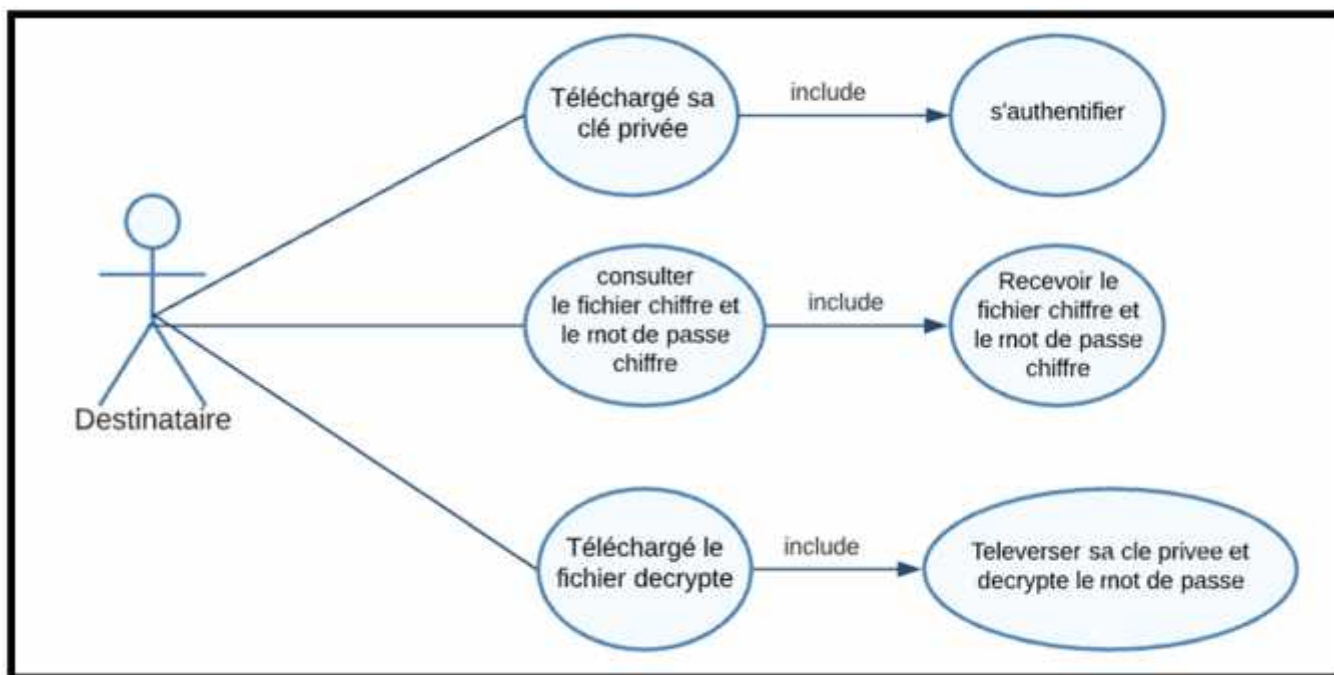 Téléchargé sa
clé privée
include
s'authentifier
consulter
le fichier chiffre et
le mot de passe
chiffre
include
Recevoir le
fichier chiffre et
le mot de passe
chiffre
Destinataire
Téléchargé le
fichier decrypte
include
Televerser sa cle privee et
decrypte le mot de passe